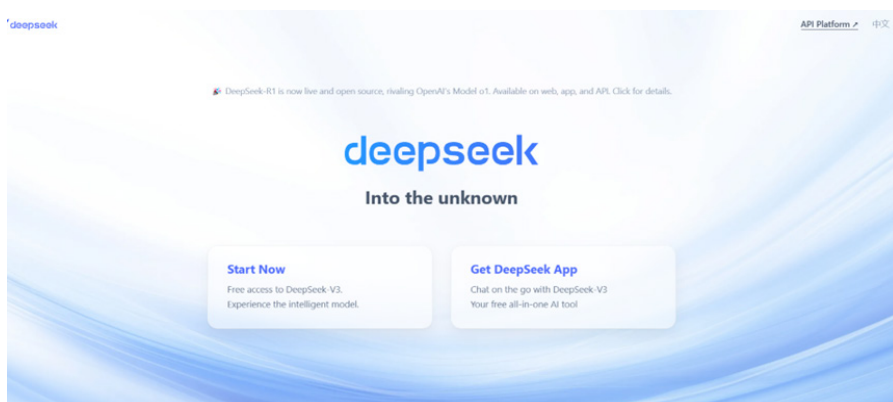 deepseek
API Platform ↗ 中文
🎉 DeepSeek-R1 is now live and open source, rivaling OpenAI's Model o1. Available on web, app, and API. Click for details.
deepseek
Into the unknown
Start Now
Free access to DeepSeek-V3.
Experience the intelligent model.
Get DeepSeek App
Chat on the go with DeepSeek-V3
Your free all-in-one AI tool